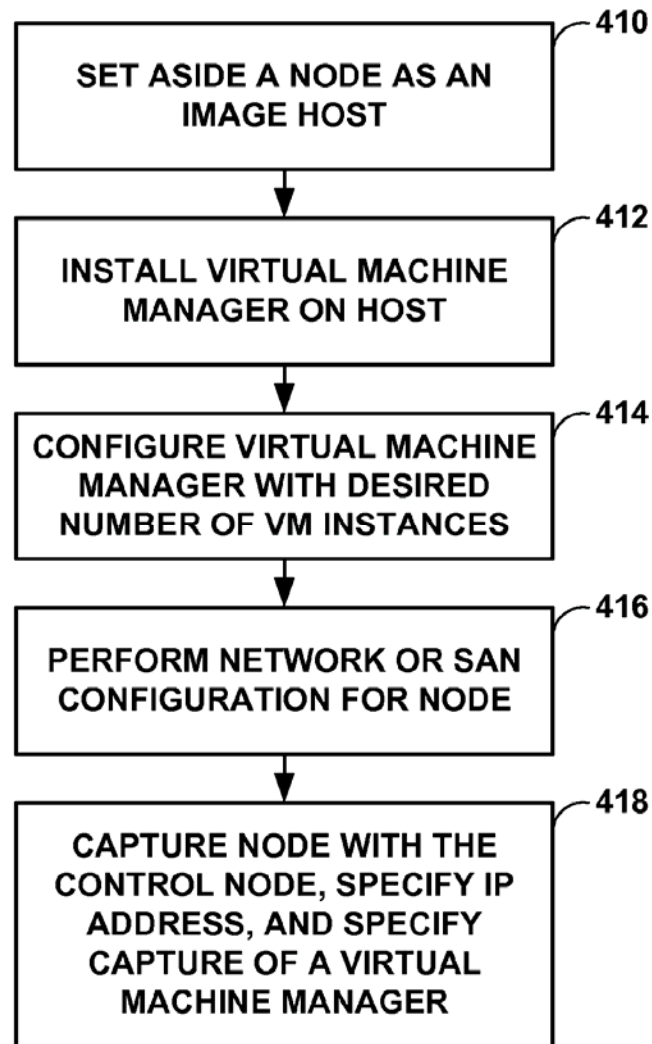 410
SET ASIDE A NODE AS AN
IMAGE HOST
412
INSTALL VIRTUAL MACHINE
MANAGER ON HOST
414
CONFIGURE VIRTUAL MACHINE
MANAGER WITH DESIRED
NUMBER OF VM INSTANCES
416
PERFORM NETWORK OR SAN
CONFIGURATION FOR NODE
418
CAPTURE NODE WITH THE
CONTROL NODE, SPECIFY IP
ADDRESS, AND SPECIFY
CAPTURE OF A VIRTUAL
MACHINE MANAGER